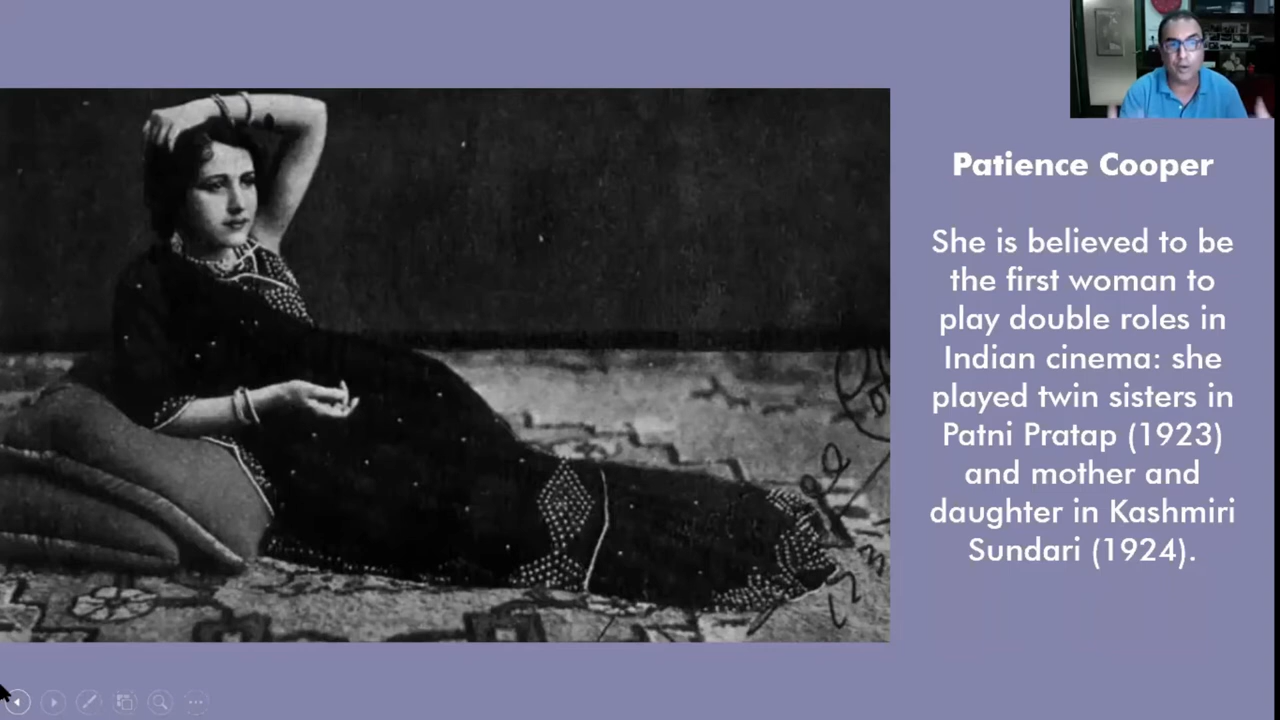 Patience Cooper
She is believed to be
the first woman to
play double roles in
Indian cinema: she
played twin sisters in
Patni Pratap (1923)
and mother and
daughter in Kashmiri
Sundari (1924).